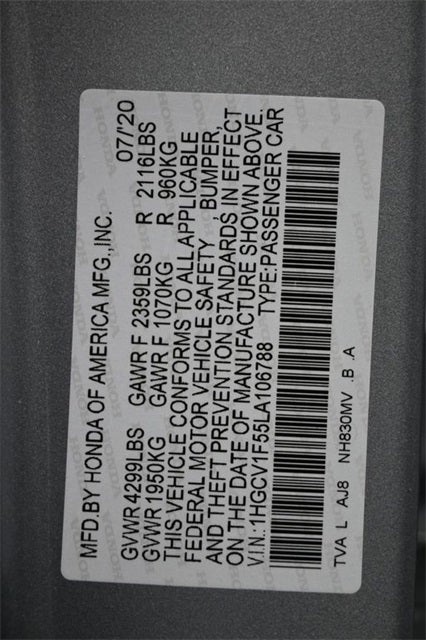 MFD.BY HONDA OF AMERICA MFG.,INC. 07/'20
GVWR 4299LBS GAWR F 2359LBS R 2116LBS
GVWR 1950KG GAWR F 1070KG R 960KG
THIS VEHICLE CONFORMS TO ALL APPLICABLE
FEDERAL MOTOR VEHICLE SAFETY , BUMPER,
AND THEFT PREVENTION STANDARDS IN EFFECT
ON THE DATE OF MANUFACTURE SHOWN ABOVE.
V.I.N.:1HGCV1F55LA106788 TYPE:PASSENGER CAR
TVA L AJ8 NH830MV .B .A